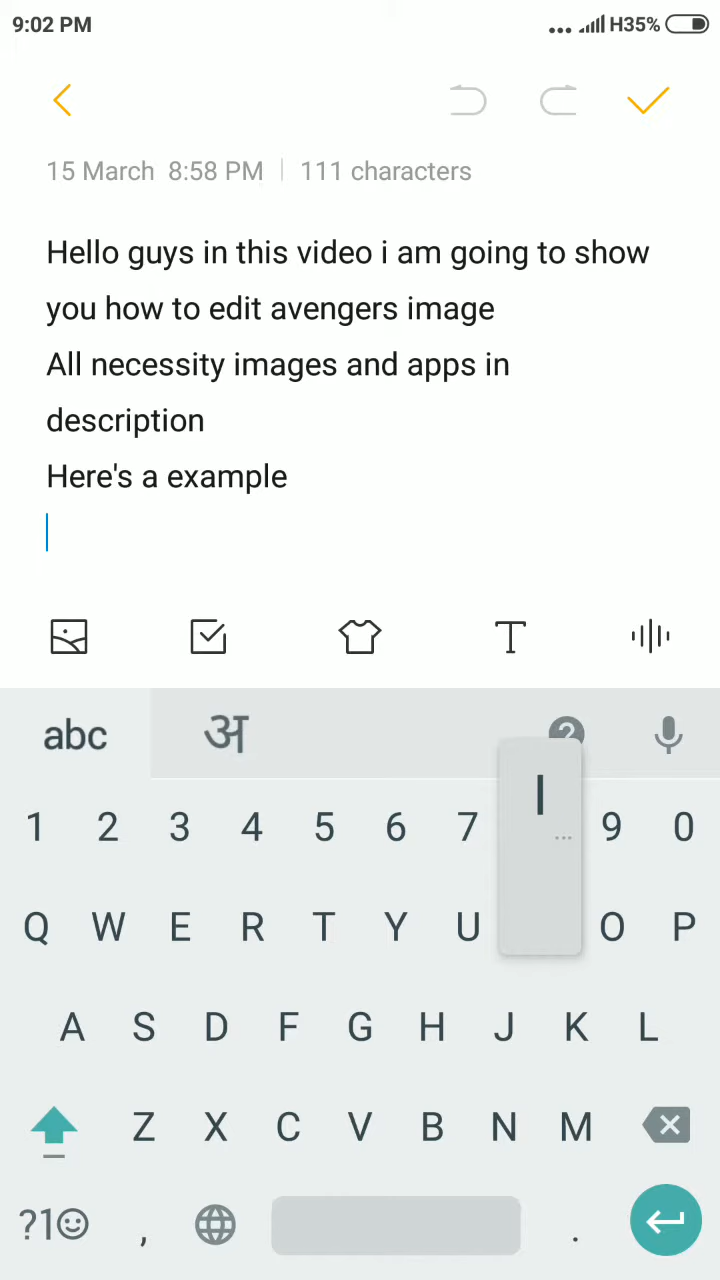 9:02 PM ... H35%
15 March 8:58 PM | 111 characters
Hello guys in this video i am going to show
you how to edit avengers image
All necessity images and apps in
description
Here's a example
T
abc अ ?
I
...
1 2 3 4 5 6 7 9 0
Q W E R T Y U O P
A S D F G H J K L
Z X C V B N M
?1☺ , .